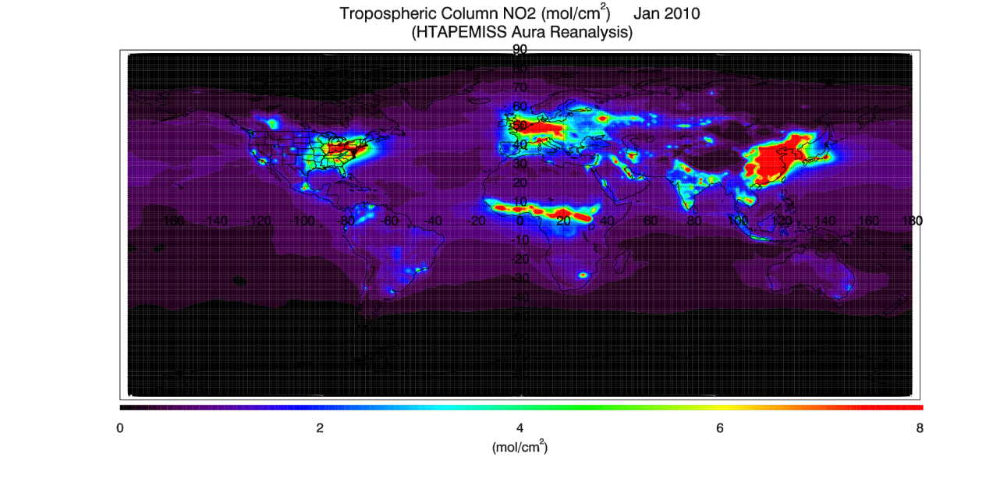 Tropospheric Column NO2 (mol/cm2) Jan 2010
(HTAPEMISS Aura Reanalysis)
90
80
70
60
50
40
30
20
10
-160 -140 -120 -100 -80 -60 -40 -20 0 20 40 60 80 100 120 140 160 180
-10
-20
-30
-40
0 2 4 6 8
(mol/cm2)